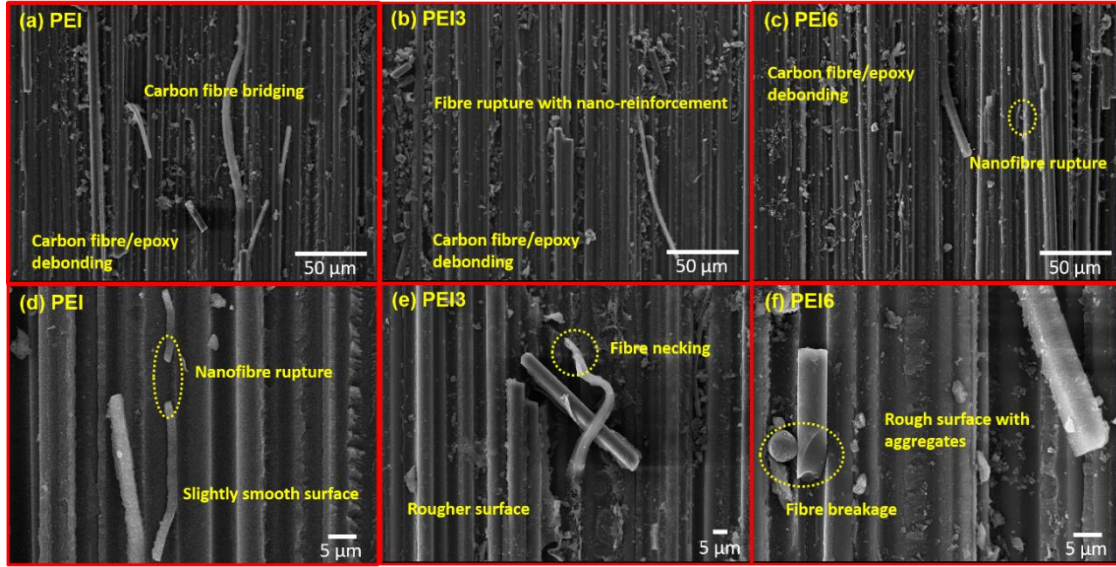 (a) PEI
Carbon fibre bridging
Carbon fibre/epoxy
debonding
50 µm
(b) PEI3
Fibre rupture with nano-reinforcement
Carbon fibre/epoxy
debonding
50 µm
(c) PEI6
Carbon fibre/epoxy
debonding
Nanofibre rupture
50 µm
(d) PEI
Nanofibre rupture
Slightly smooth surface
5 µm
(e) PEI3
Fibre necking
Rougher surface
5 µm
(f) PEI6
Rough surface with
aggregates
Fibre breakage
5 µm